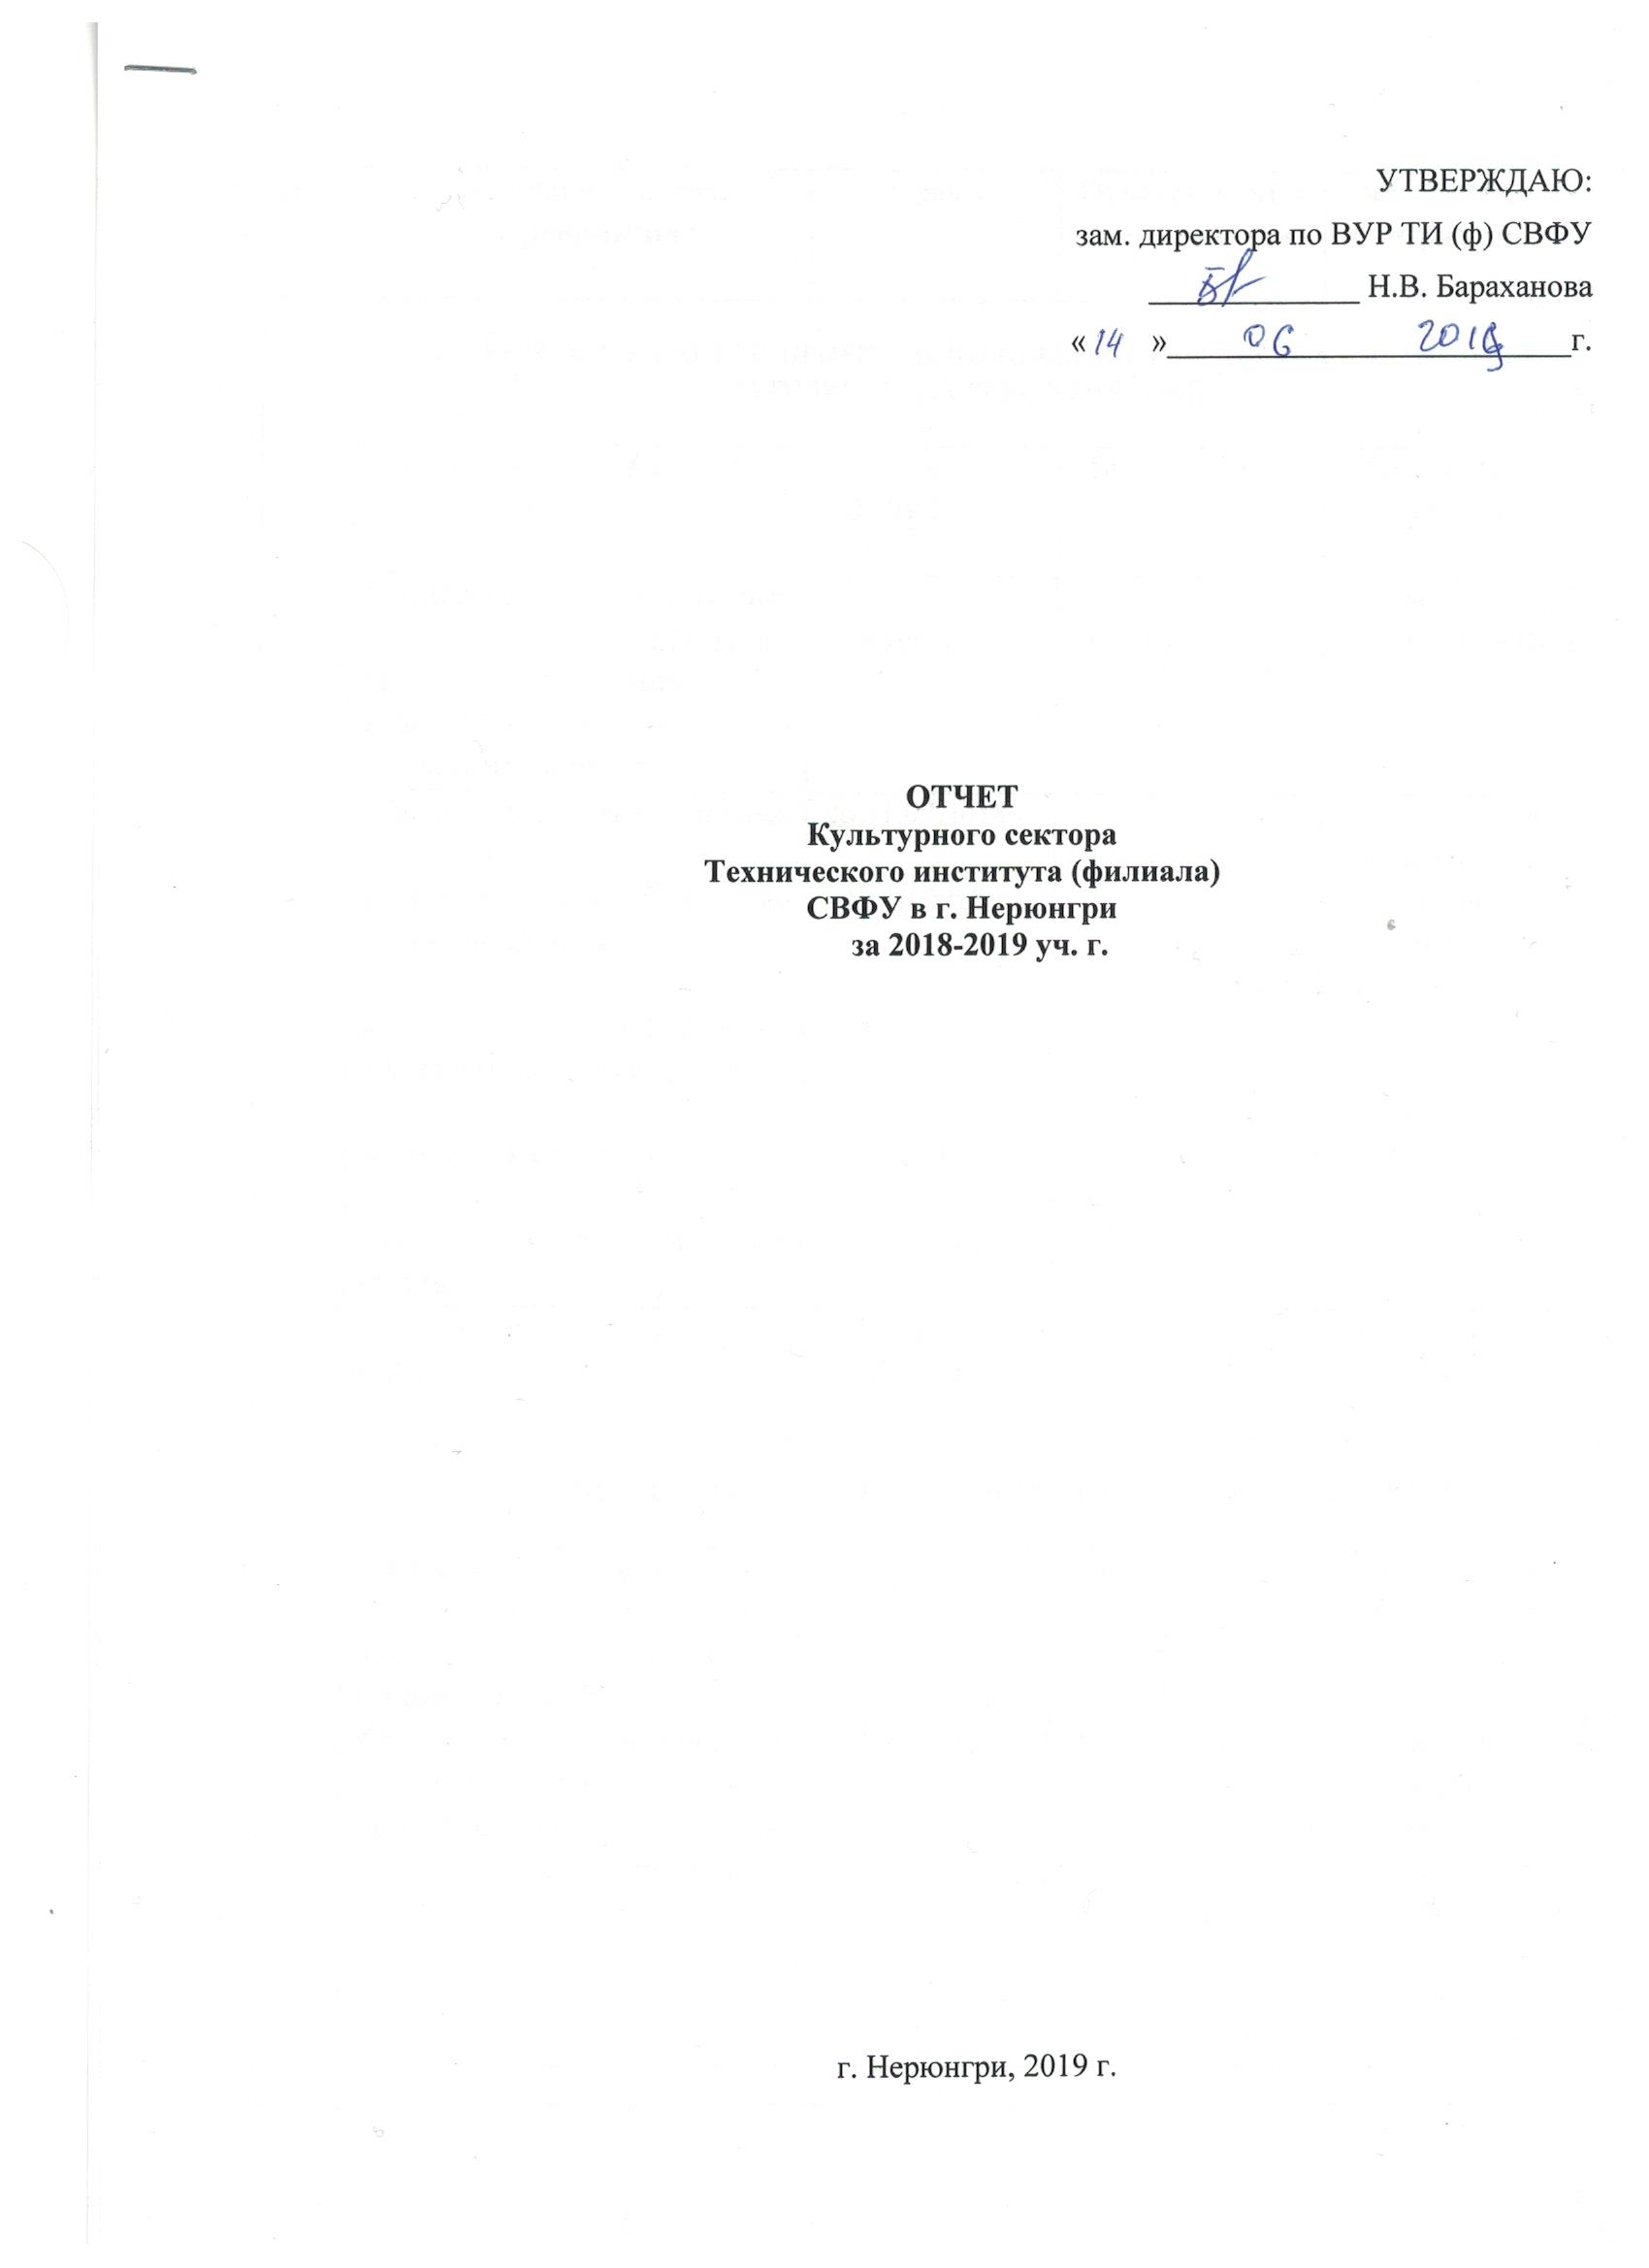 УТВЕРЖДАЮ:
зам. директора по ВУР ТИ (ф) СВФУ
____________ Н.В. Бараханова
« 14 » 06 2019 г.
ОТЧЕТ
Культурного сектора
Технического института (филиала)
СВФУ в г. Нерюнгри
за 2018-2019 уч. г.
г. Нерюнгри, 2019 г.